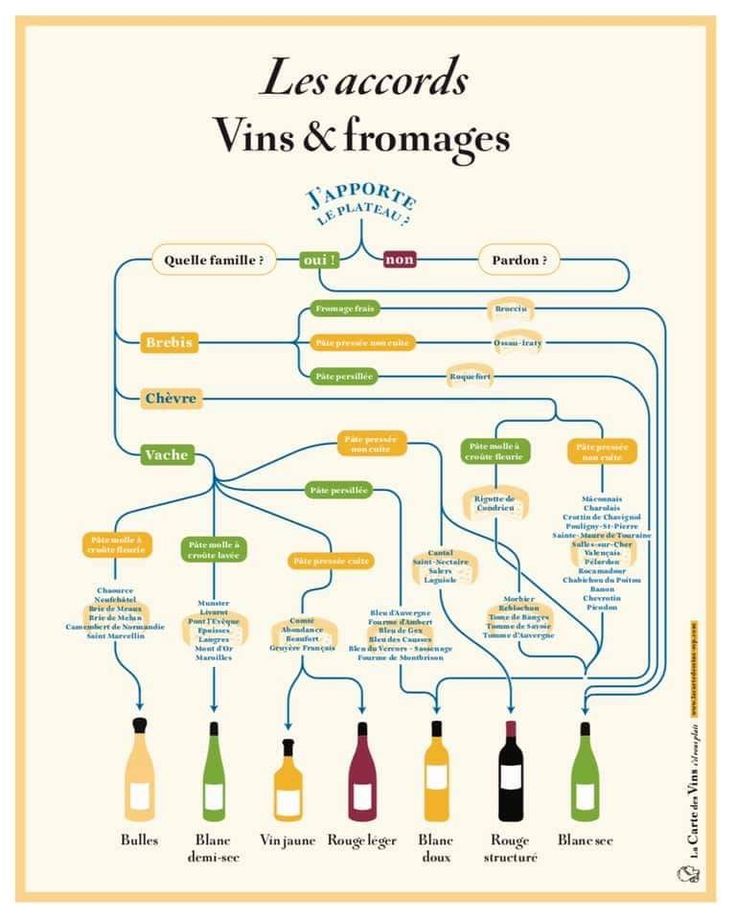 Les accords
Vins & fromages
J'APPORTE
LE PLATEAU ?
Quelle famille ?
oui !
non
Pardon ?
Fromage frais
Brocciu
Brebis
Pâte pressée non cuite
Ossau-Iraty
Pâte persillée
Roquefort
Chèvre
Vache
Pâte pressée
non cuite
Pâte molle à
croûte fleurie
Pâte pressée
non cuite
Pâte persillée
Rigotte de
Condrieu
Mâconnais
Charolais
Crottin de Chavignol
Pouligny-St-Pierre
Sainte-Maure de Touraine
Salles-sur-Cher
Valençais
Pélardon
Rocamadour
Chabichou du Poitou
Banon
Chevrotin
Picodon
Pâte molle à
croûte fleurie
Pâte molle à
croûte lavée
Pâte pressée cuite
Cantal
Saint-Nectaire
Salers
Laguiole
Chaource
Neufchâtel
Brie de Meaux
Brie de Melun
Camembert de Normandie
Saint Marcellin
Munster
Livarot
Pont l'Evêque
Epoisses
Langres
Mont d'Or
Maroilles
Comté
Abondance
Beaufort
Gruyère Français
Bleu d'Auvergne
Fourme d'Ambert
Bleu de Gex
Bleu des Causses
Bleu du Vercors - Sassenage
Fourme de Montbrison
Morbier
Reblochon
Tome de Bauges
Tomme de Savoie
Tomme d'Auvergne
Bulles
Blanc
demi-sec
Vin jaune
Rouge léger
Blanc
doux
Rouge
structuré
Blanc sec
La Carte des Vins s'il vous plaît
www.lacartedesvins-svp.com